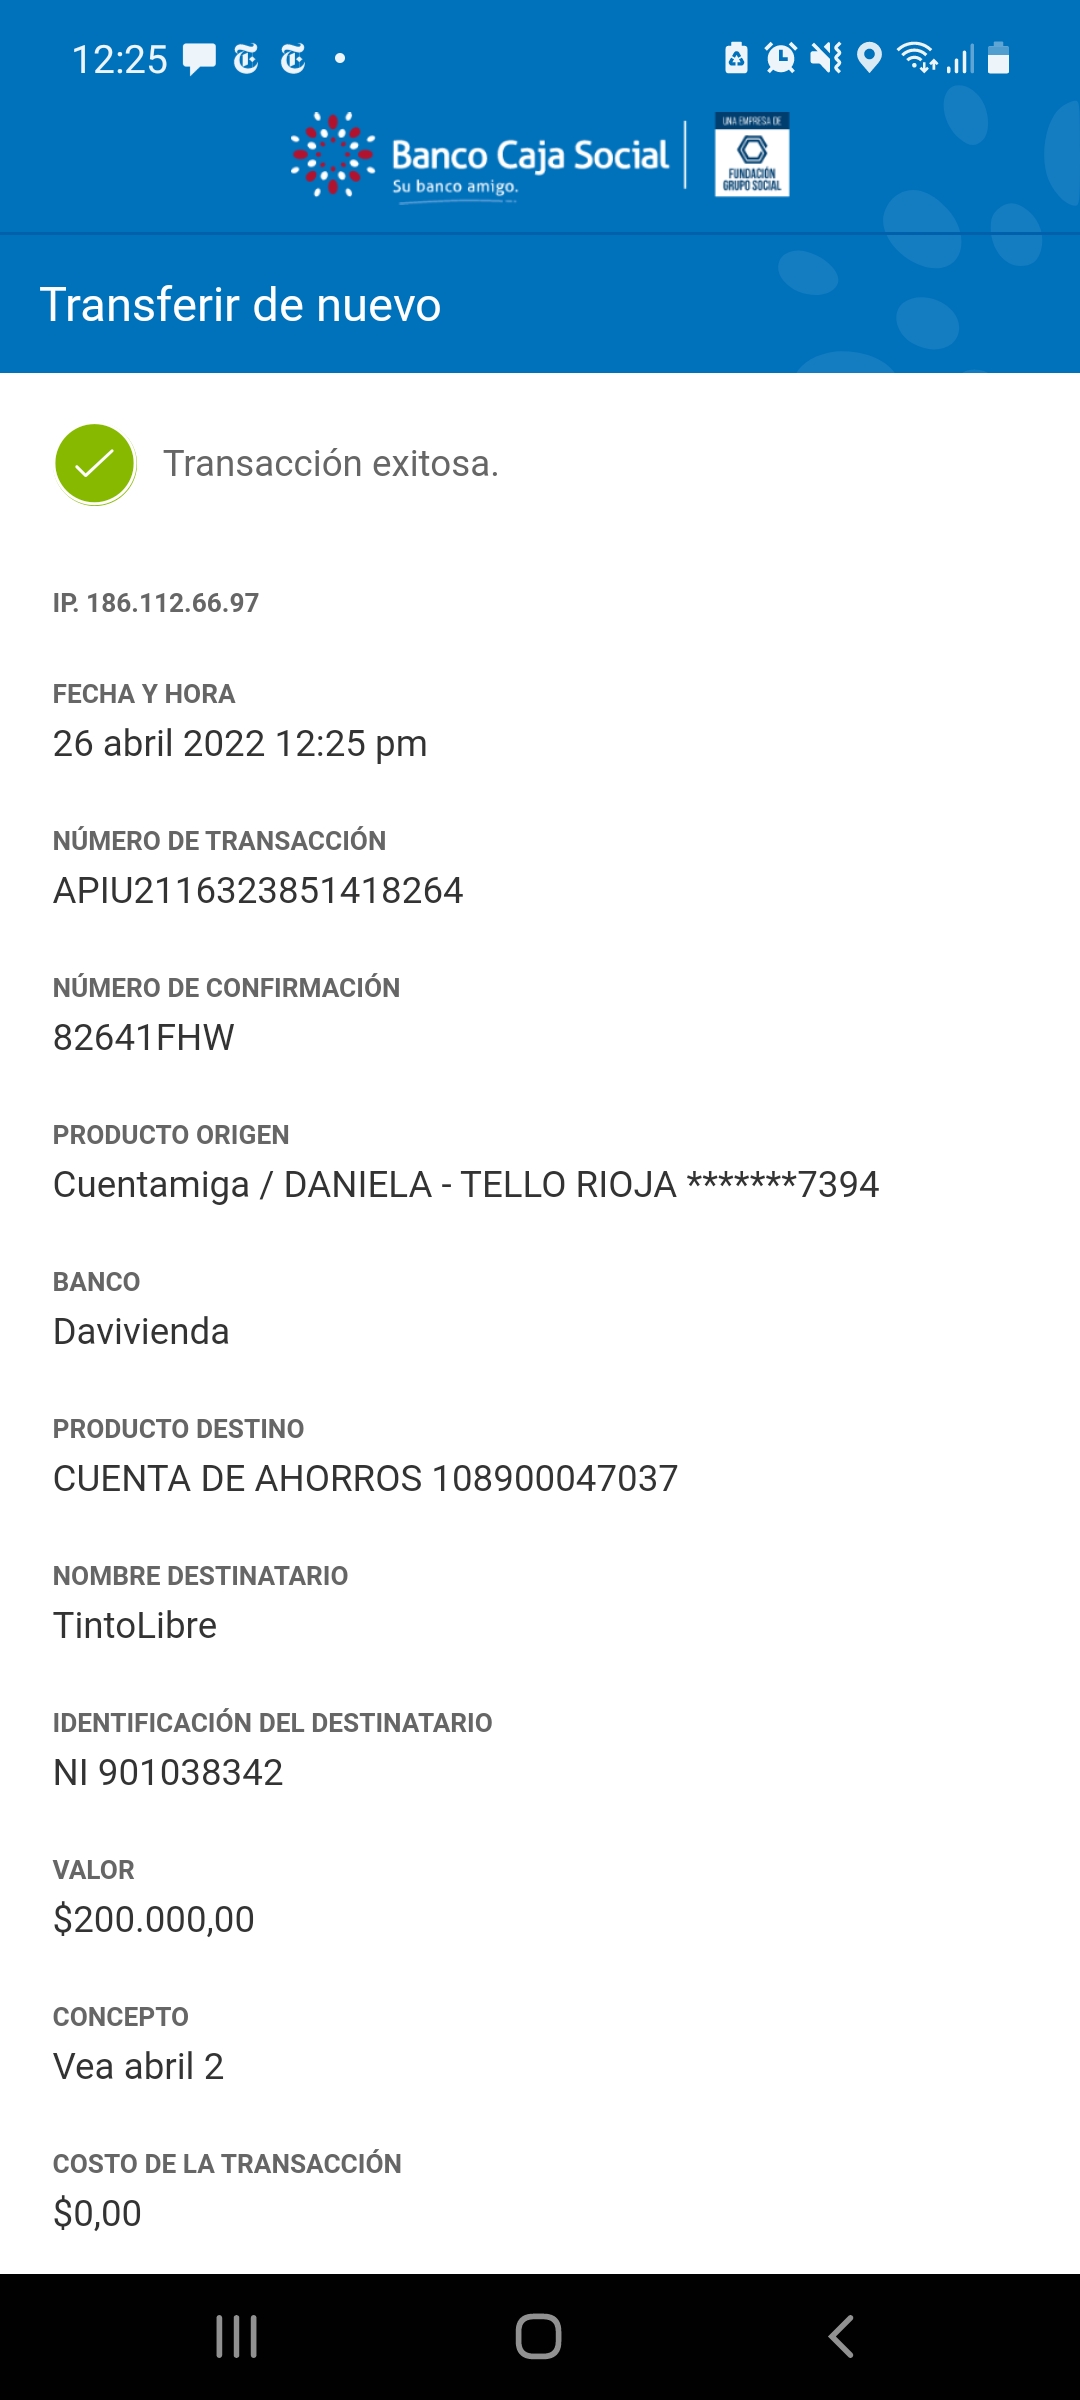 12:25
Banco Caja Social
Su banco amigo.
UNA EMPRESA DE
FUNDACIÓN
GRUPO SOCIAL
Transferir de nuevo
Transacción exitosa.
IP. 186.112.66.97
FECHA Y HORA
26 abril 2022 12:25 pm
NÚMERO DE TRANSACCIÓN
APIU2116323851418264
NÚMERO DE CONFIRMACIÓN
82641FHW
PRODUCTO ORIGEN
Cuentamiga / DANIELA - TELLO RIOJA *******7394
BANCO
Davivienda
PRODUCTO DESTINO
CUENTA DE AHORROS 108900047037
NOMBRE DESTINATARIO
TintoLibre
IDENTIFICACIÓN DEL DESTINATARIO
NI 901038342
VALOR
$200.000,00
CONCEPTO
Vea abril 2
COSTO DE LA TRANSACCIÓN
$0,00